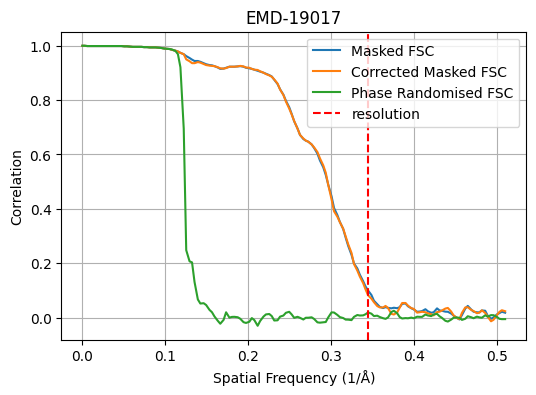 EMD-19017
Masked FSC
Corrected Masked FSC
Phase Randomised FSC
resolution
Correlation
1.0
0.8
0.6
0.4
0.2
0.0
0.0 0.1 0.2 0.3 0.4 0.5
Spatial Frequency (1/Å)